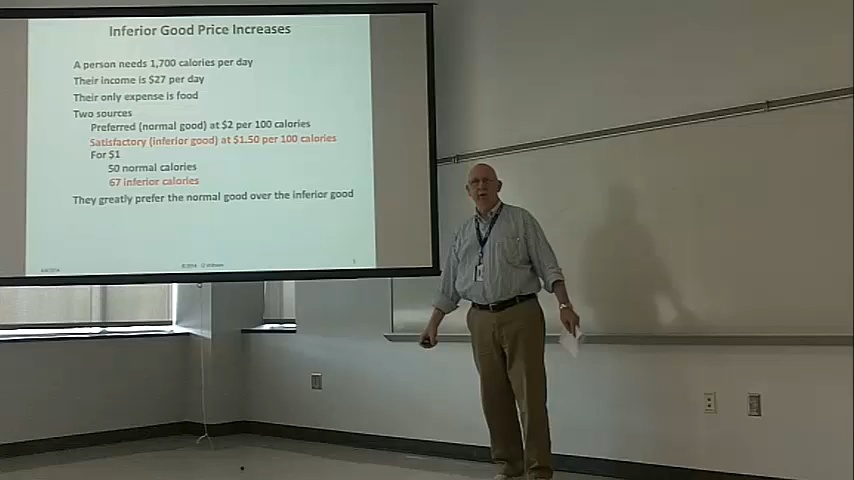 Inferior Good Price Increases
A person needs 1,700 calories per day
Their income is $27 per day
Their only expense is food
Two sources
Preferred (normal good) at $2 per 100 calories
Satisfactory (inferior good) at $1.50 per 100 calories
For $1
50 normal calories
67 inferior calories
They greatly prefer the normal good over the inferior good